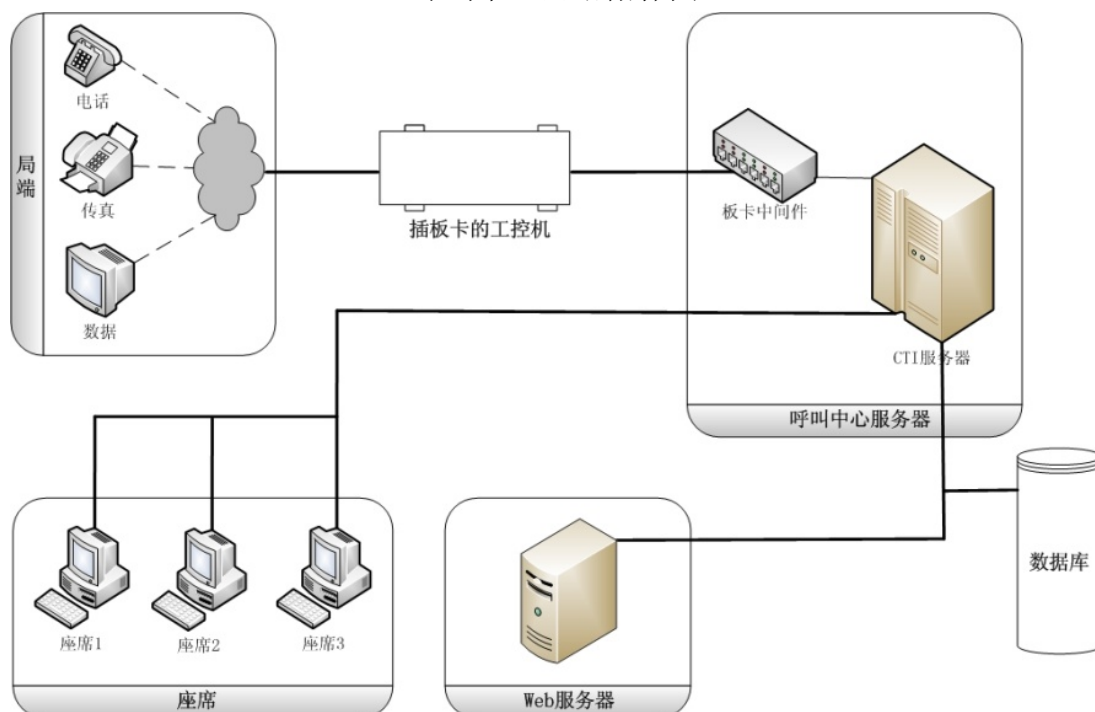 电话
局端
传真
数据
插板卡的工控机
板卡中间件
CTI服务器
呼叫中心服务器
座席1
座席2
座席3
座席
Web服务器
数据库